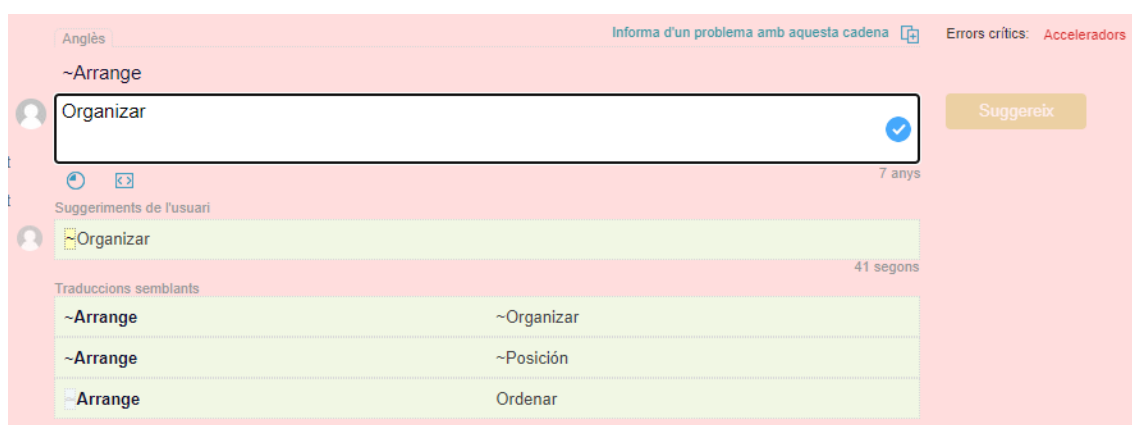 Anglès
Informa d'un problema amb aquesta cadena
Errors crítics: Acceleradors
~Arrange
Organizar
Suggereix
t
7 anys
t
Suggeriments de l'usuari
~Organizar
41 segons
Traduccions semblants
~Arrange ~Organizar
~Arrange ~Posición
~Arrange Ordenar